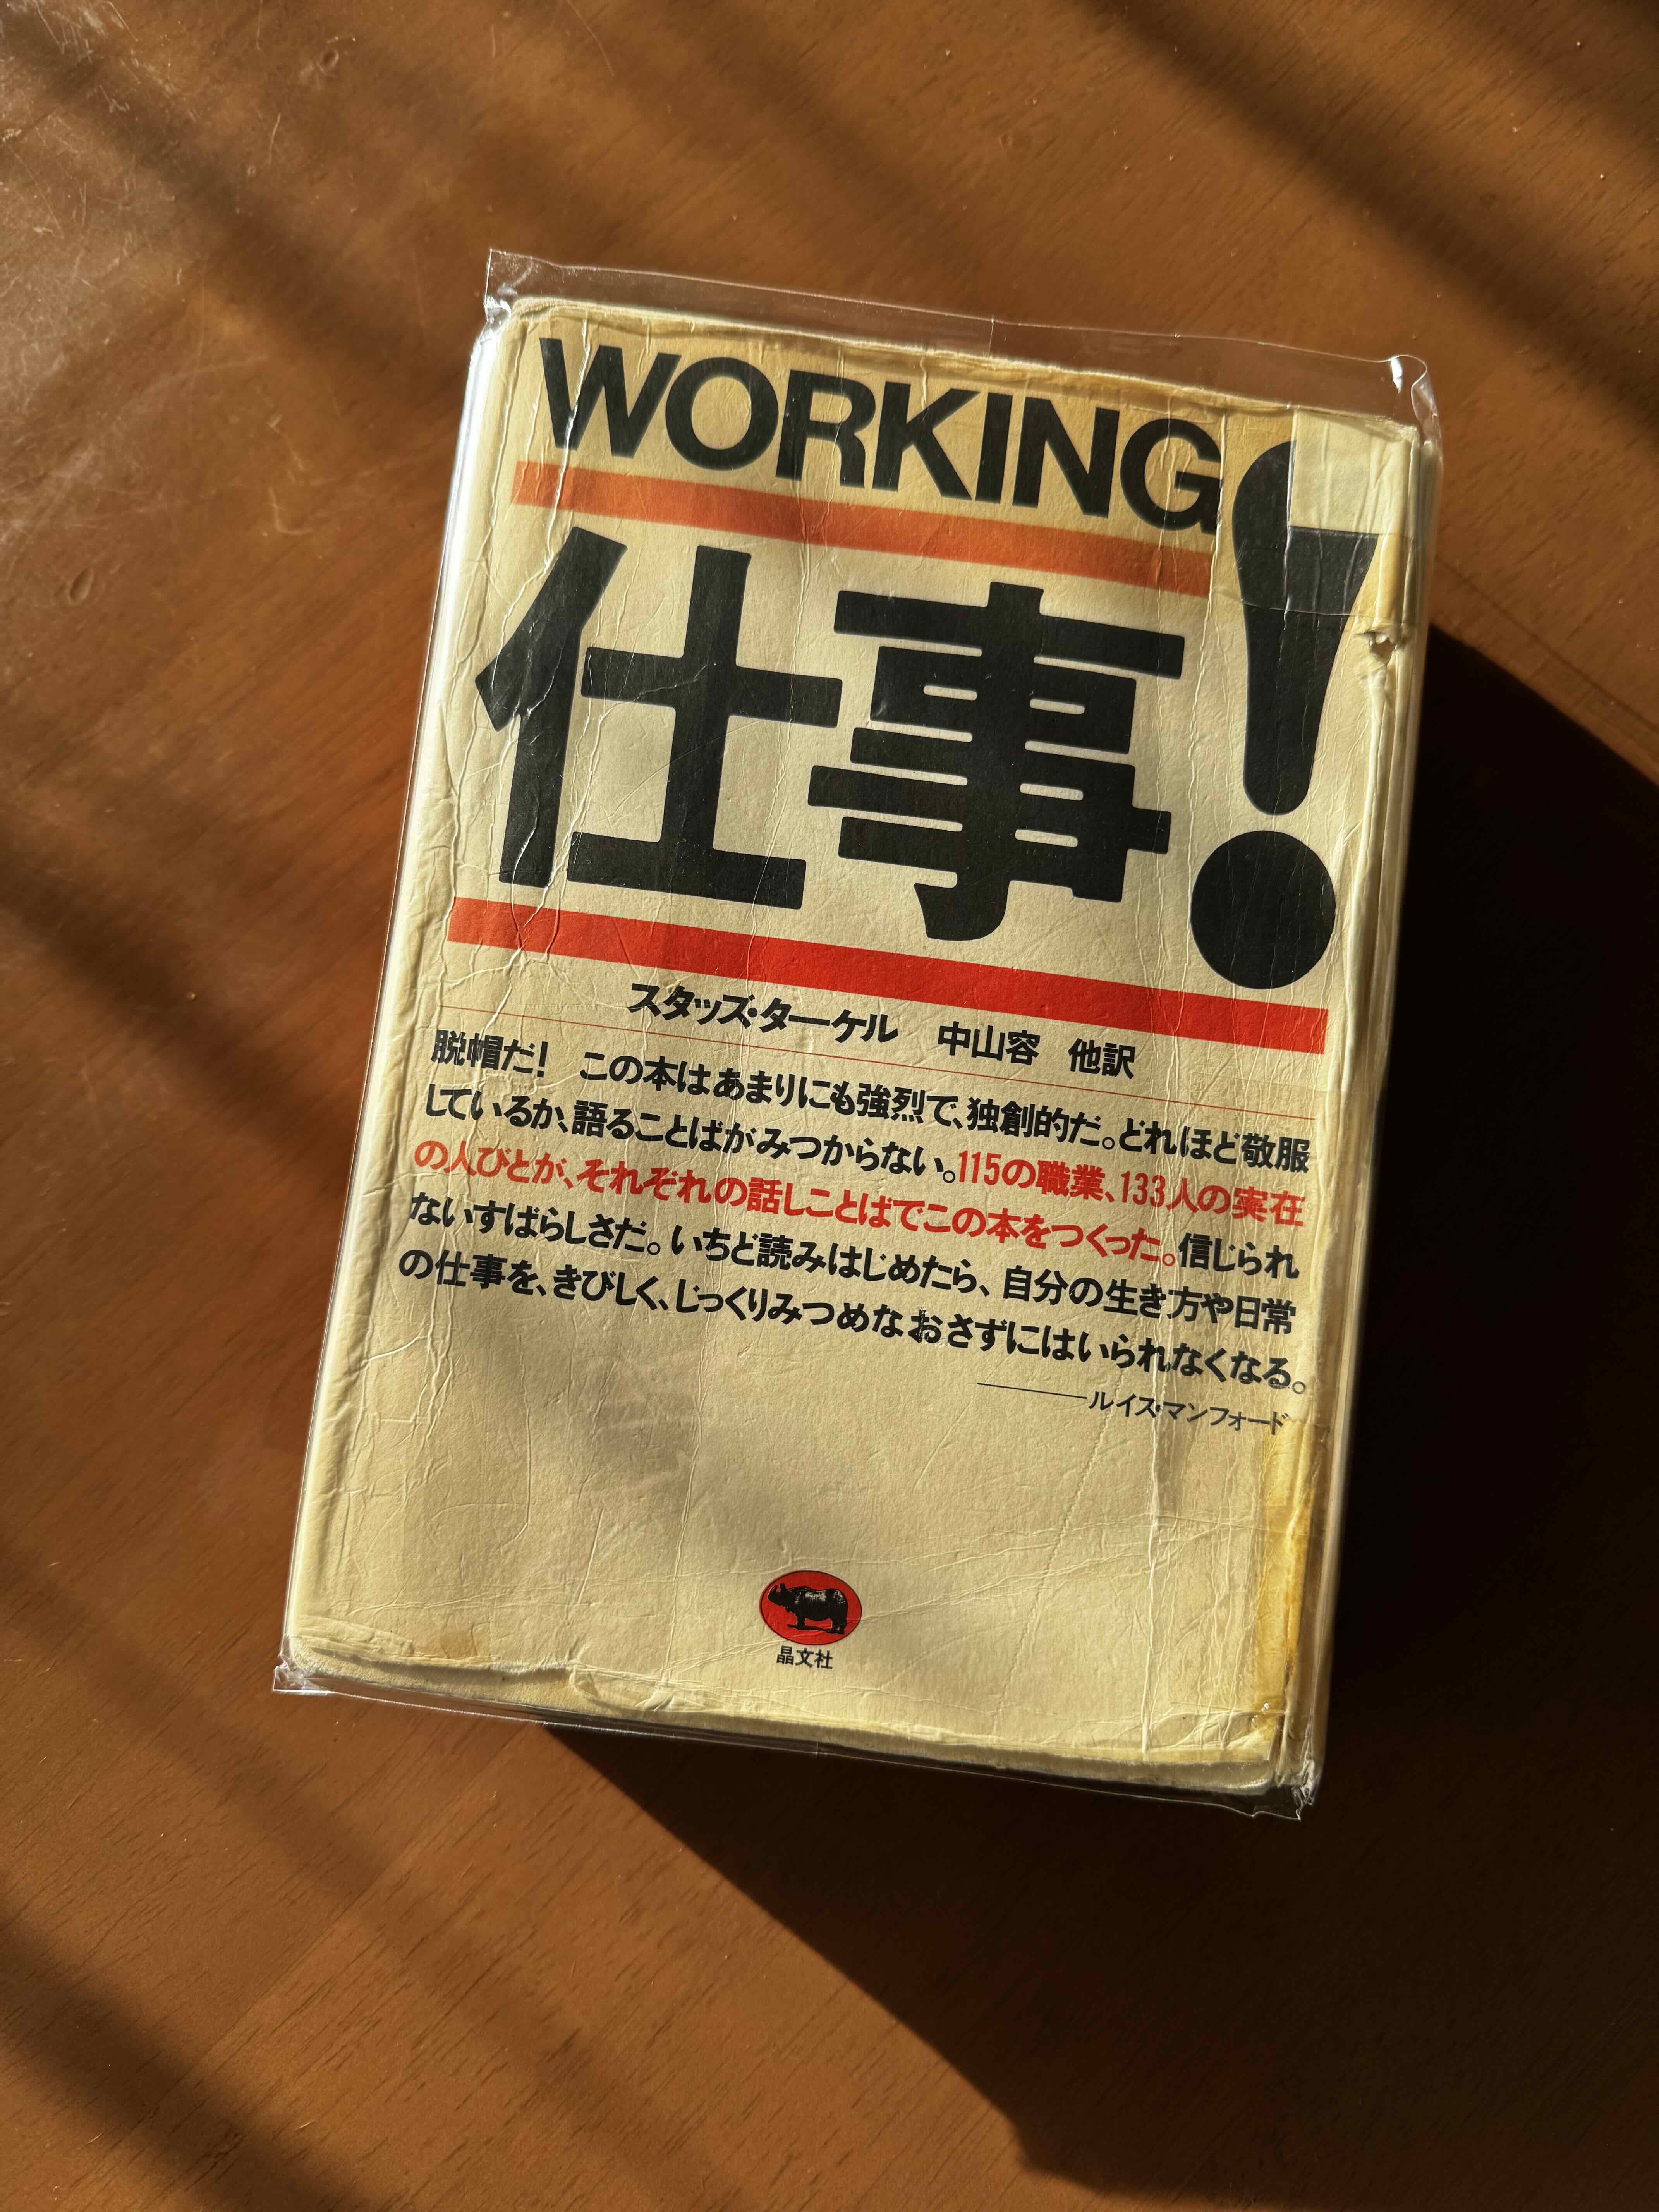 WORKING
仕事!
スタッズ・ターケル 中山容 他訳
脱帽だ! この本はあまりにも強烈で、独創的だ。どれほど敬服
しているか、語ることばがみつからない。115の職業、133人の実在
の人びとが、それぞれの話しことばでこの本をつくった。信じられ
ないすばらしさだ。いちど読みはじめたら、自分の生き方や日常
の仕事を、きびしく、じっくりみつめなおさずにはいられなくなる。
――ルイス・マンフォード
晶文社